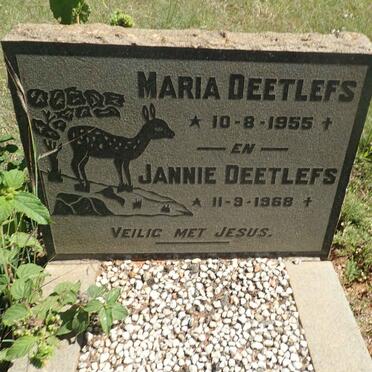 MARIA DEETLEFS
* 10-8-1955 †
— EN —
JANNIE DEETLEFS
* 11-9-1968 †
VEILIG MET JESUS.